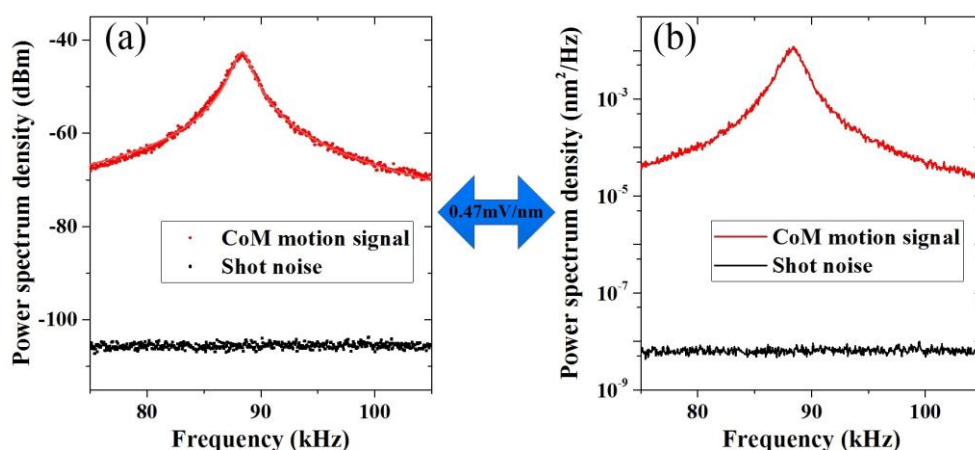 (a)
Power spectrum density (dBm)
-40
-60
-80
-100
CoM motion signal
Shot noise
80
90
100
Frequency (kHz)
0.47mV/nm
(b)
Power spectrum density (nm²/Hz)
10⁻³
10⁻⁵
10⁻⁷
10⁻⁹
CoM motion signal
Shot noise
80
90
100
Frequency (kHz)